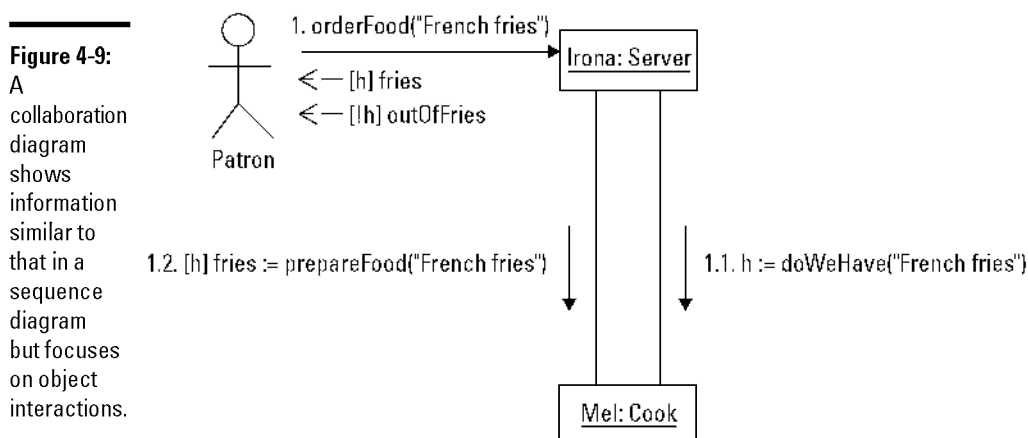 Figure 4-9:
A
collaboration
diagram
shows
information
similar to
that in a
sequence
diagram
but focuses
on object
interactions.
1. orderFood("French fries")
[h] fries
[!h] outOfFries
Patron
Irona: Server
1.2. [h] fries := prepareFood("French fries")
1.1. h := doWeHave("French fries")
Mel: Cook